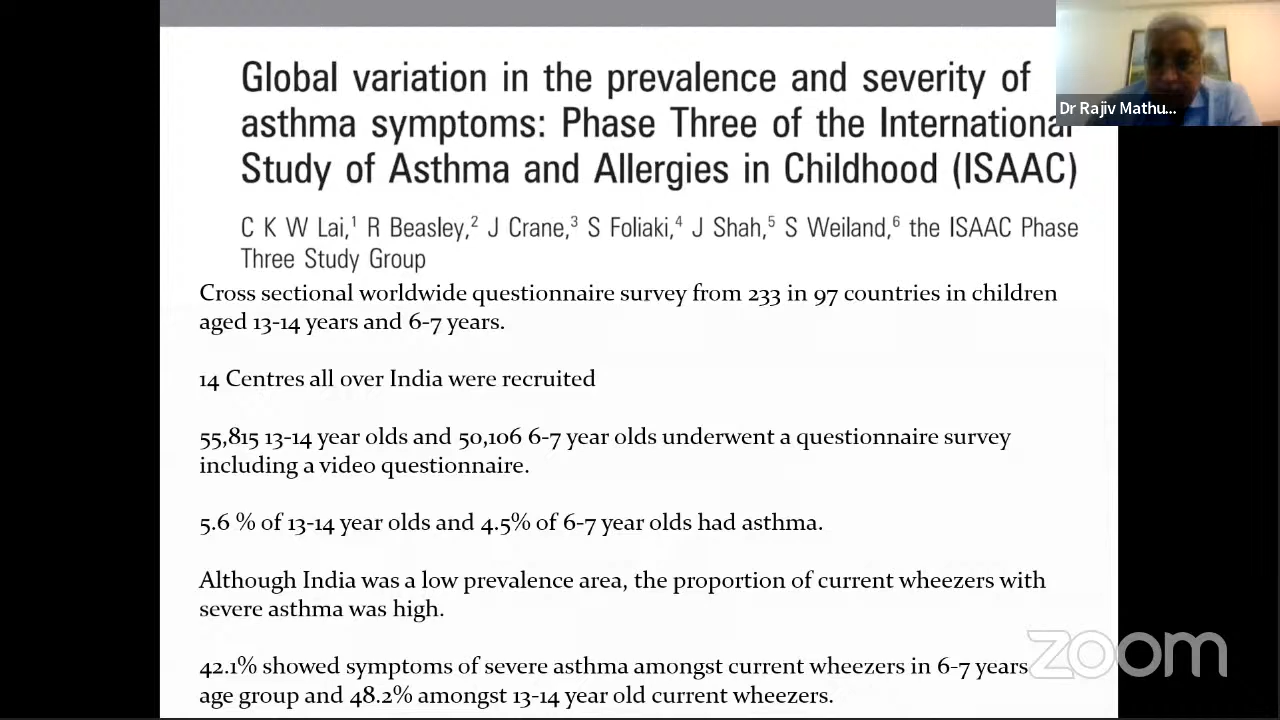 Global variation in the prevalence and severity of
asthma symptoms: Phase Three of the International
Study of Asthma and Allergies in Childhood (ISAAC)
C K W Lai,¹ R Beasley,² J Crane,³ S Foliaki,⁴ J Shah,⁵ S Weiland,⁶ the ISAAC Phase
Three Study Group
Cross sectional worldwide questionnaire survey from 233 in 97 countries in children
aged 13-14 years and 6-7 years.
14 Centres all over India were recruited
55,815 13-14 year olds and 50,106 6-7 year olds underwent a questionnaire survey
including a video questionnaire.
5.6 % of 13-14 year olds and 4.5% of 6-7 year olds had asthma.
Although India was a low prevalence area, the proportion of current wheezers with
severe asthma was high.
42.1% showed symptoms of severe asthma amongst current wheezers in 6-7 years
age group and 48.2% amongst 13-14 year old current wheezers.
Dr Rajiv Mathu...
zoom